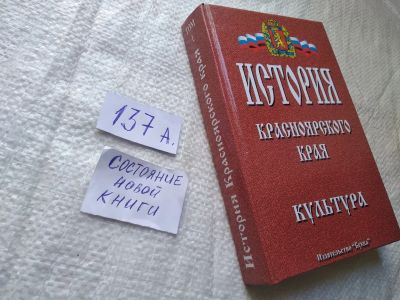 137 А.
СОСТОЯНИЕ
НОВОЙ
КНИГИ
История Красноярского края
ИСТОРИЯ
КРАСНОЯРСКОГО
КРАЯ
КУЛЬТУРА
Издательство "Буква"